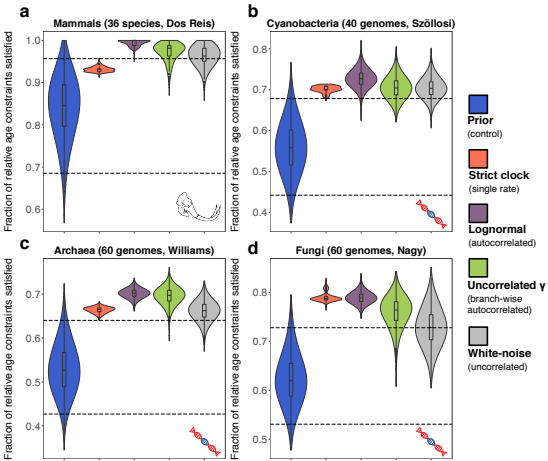 a
Mammals (36 species, Dos Reis)
Fraction of relative age constraints satisfied
1.0
0.9
0.8
0.7
0.6
b
Cyanobacteria (40 genomes, Szöllosi)
Fraction of relative age constraints satisfied
0.8
0.7
0.6
0.5
0.4
c
Archaea (60 genomes, Williams)
Fraction of relative age constraints satisfied
0.7
0.6
0.5
0.4
d
Fungi (60 genomes, Nagy)
Fraction of relative age constraints satisfied
0.8
0.7
0.6
0.5
Prior
(control)
Strict clock
(single rate)
Lognormal
(autocorrelated)
Uncorrelated γ
(branch-wise
autocorrelated)
White-noise
(uncorrelated)